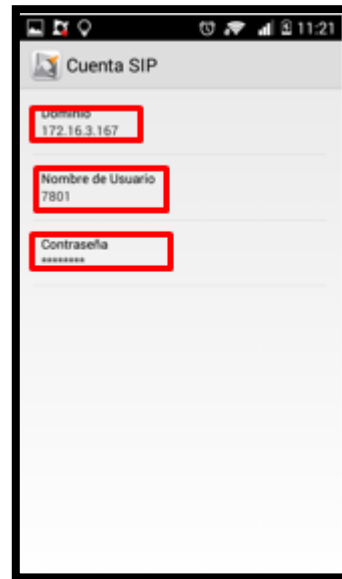 11:21
Cuenta SIP
Dominio
172.16.3.167
Nombre de Usuario
7801
Contraseña
********